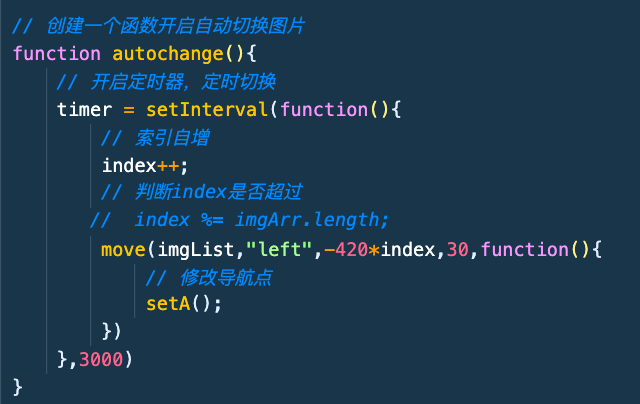 // 创建一个函数开启自动切换图片
function autochange(){
// 开启定时器，定时切换
timer = setInterval(function(){
// 索引自增
index++;
// 判断index是否超过
// index %= imgArr.length;
move(imgList,"left",-420*index,30,function(){
// 修改导航点
setA();
})
},3000)
}